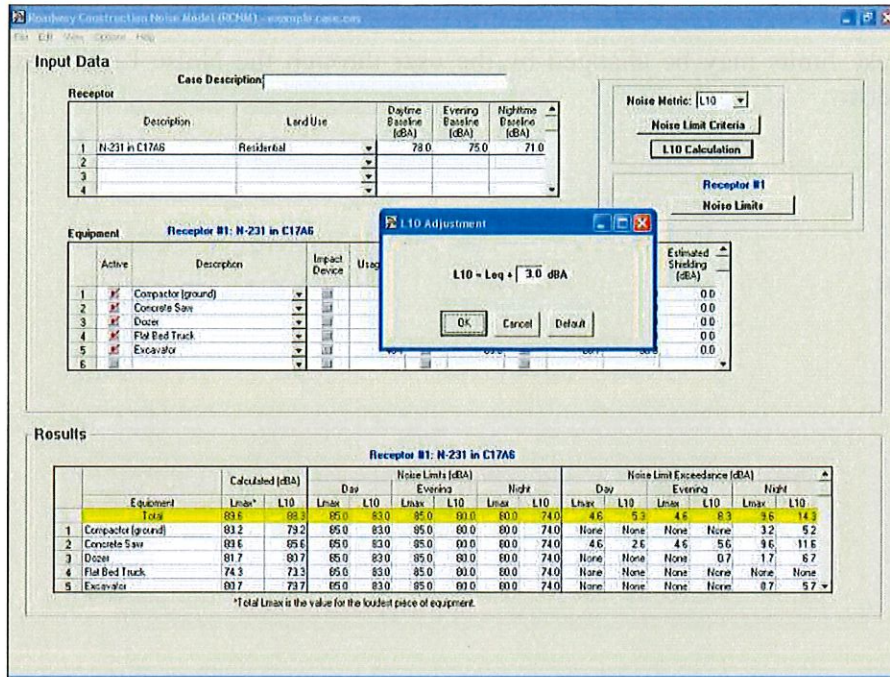 Roadway Construction Noise Model (RCNM) - example case.cas
File Edit View Options Help
Input Data
Case Description:
Receptor
Description Land Use Daytime Baseline (dBA) Evening Baseline (dBA) Nighttime Baseline (dBA)
1 N-231 in C17A6 Residential 78.0 75.0 71.0
2
3
4
Noise Metric: L10
Noise Limit Criteria
L10 Calculation
Receptor #1
Noise Limits
Equipment Receptor #1: N-231 in C17A6
Active Description Impact Device Estimated Shielding (dBA)
1 Compactor (ground) 0.0
2 Concrete Saw 0.0
3 Dozer 0.0
4 Flat Bed Truck 0.0
5 Excavator 0.0
6
L10 Adjustment
L10 = Leq + 3.0 dBA
OK Cancel Default
Results
Receptor #1: N-231 in C17A6
Calculated (dBA) Noise Limits (dBA) Noise Limit Exceedance (dBA)
Day Evening Night Day Evening Night
Equipment Lmax* L10 Lmax L10 Lmax L10 Lmax L10 Lmax L10 Lmax L10 Lmax L10
Total 89.6 88.3 85.0 83.0 85.0 80.0 80.0 74.0 4.6 5.3 4.6 8.3 9.6 14.3
1 Compactor (ground) 83.2 79.2 85.0 83.0 85.0 80.0 80.0 74.0 None None None None 3.2 5.2
2 Concrete Saw 89.6 85.6 85.0 83.0 85.0 80.0 80.0 74.0 4.6 2.6 4.6 5.6 9.6 11.6
3 Dozer 81.7 80.7 85.0 83.0 85.0 80.0 80.0 74.0 None None None 0.7 1.7 6.7
4 Flat Bed Truck 74.3 73.3 85.0 83.0 85.0 80.0 80.0 74.0 None None None None None None
5 Excavator 80.7 79.7 85.0 83.0 85.0 80.0 80.0 74.0 None None None None 0.7 5.7
*Total Lmax is the value for the loudest piece of equipment.